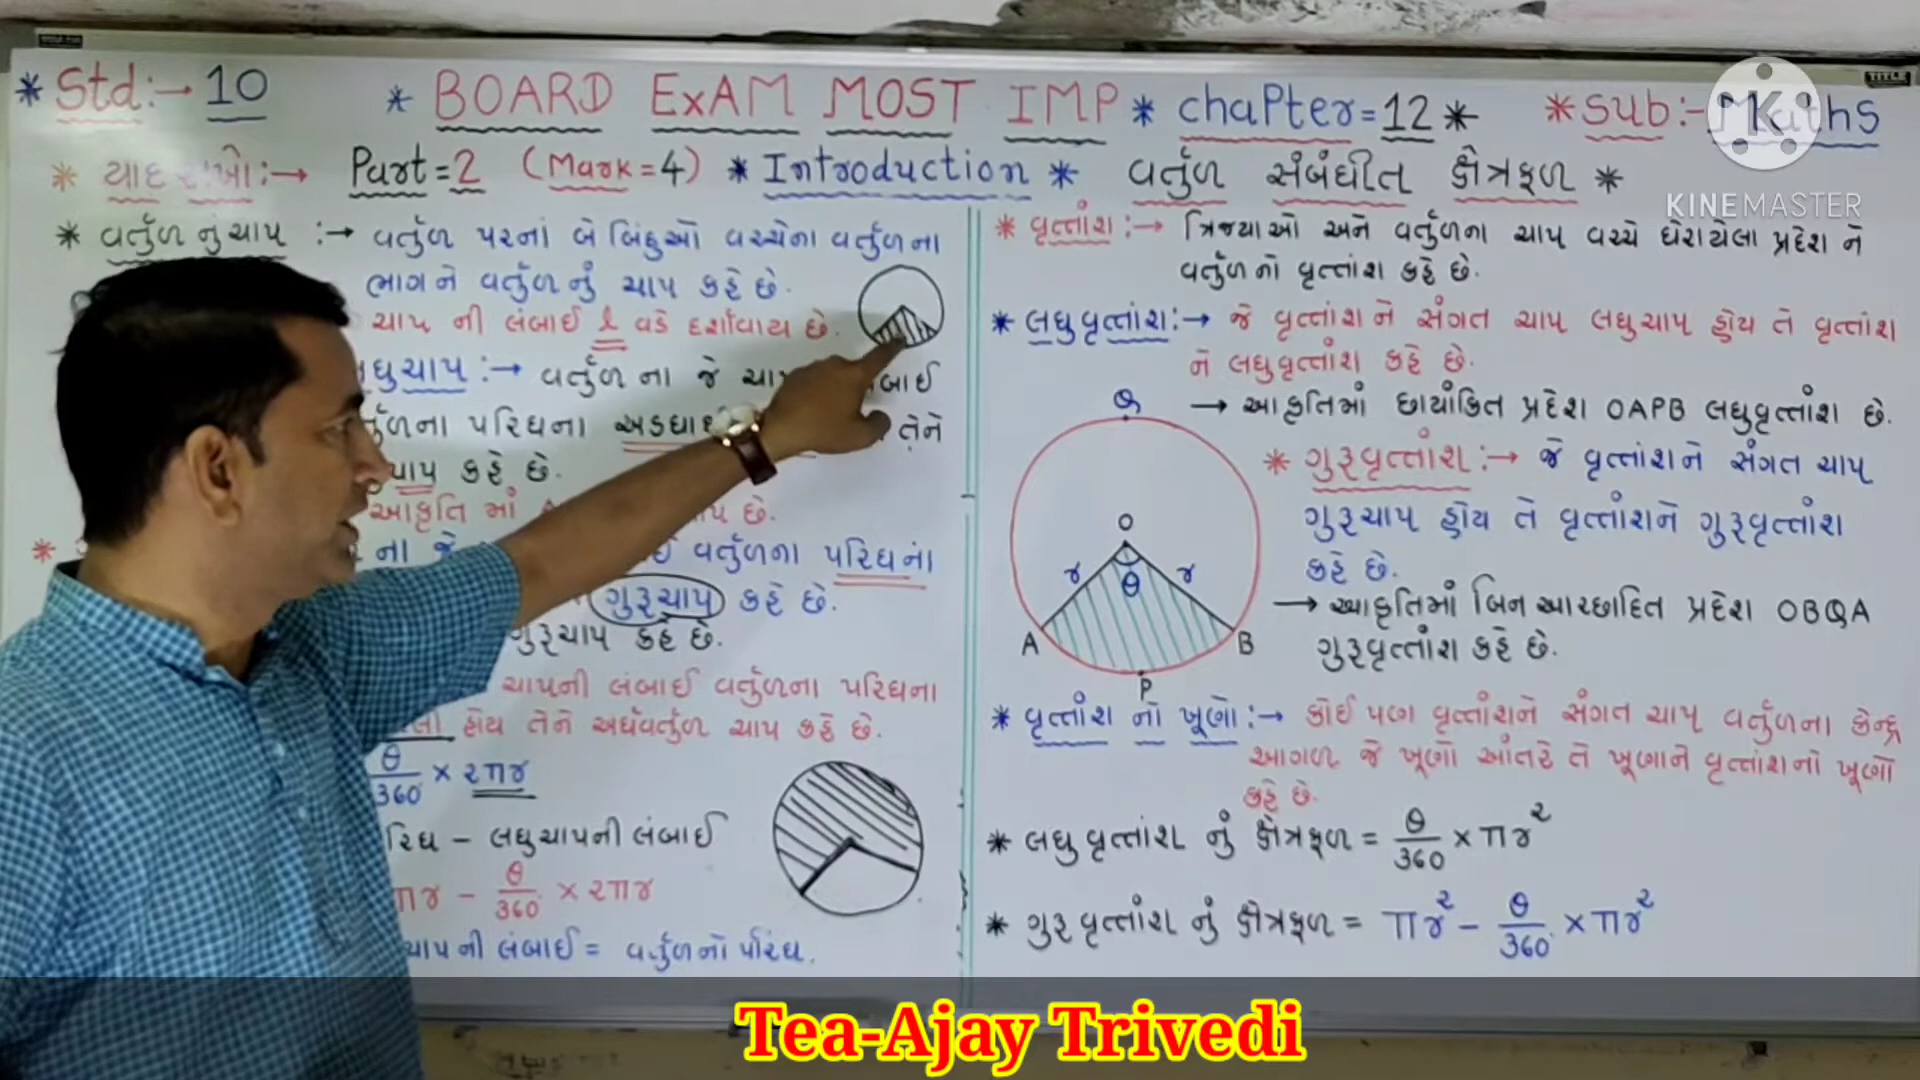 * Std:- 10 * BOARD ExAM MOST IMP * chaPter = 12 * * Sub:- Maths
KINEMASTER
* યાદ રાખો :→ Part = 2 (Mark = 4) * Introduction * વર્તુળ સંબંધીત ક્ષેત્રફળ *
* વર્તુળ નું ચાપ :→ વર્તુળ પરનાં બે બિંદુઓ વચ્ચેના વર્તુળના
ભાગને વર્તુળનું ચાપ કહે છે.
ચાપ ની લંબાઈ l વડે દર્શાવાય છે.
લઘુચાપ :→ વર્તુળ ના જે
પરિઘના તેને
ચાપ કહે છે.
આકૃતિ માં છે.
*
ના જે વર્તુળના પરિઘનાં
ગુરૂચાપ કહે છે.
ગુરૂચાપ કહે છે.
ચાપની લંબાઈ વર્તુળના પરિઘના
હોય તેને અર્ધવર્તુળ ચાપ કહે છે.
θ/360 × 2πr
- લઘુચાપની લંબાઈ
πr - θ/360 × 2πr
ચાપ ની લંબાઈ = વર્તુળનો પરિઘ.
* વૃત્તાંશ :→ ત્રિજ્યાઓ અને વર્તુળના ચાપ વચ્ચે ઘેરાયેલા પ્રદેશ ને
વર્તુળનો વૃત્તાંશ કહે છે.
* લઘુવૃત્તાંશ :→ જે વૃત્તાંશને સંગત ચાપ લઘુચાપ હોય તે વૃત્તાંશ
ને લઘુવૃત્તાંશ કહે છે.
→ આકૃતિમાં છાયાંકિત પ્રદેશ OAPB લઘુવૃત્તાંશ છે.
* ગુરૂવૃત્તાંશ :→ જે વૃત્તાંશને સંગત ચાપ
ગુરૂચાપ હોય તે વૃત્તાંશને ગુરૂવૃત્તાંશ
કહે છે.
→ આકૃતિમાં બિન આચ્છાદિત પ્રદેશ OBQA
ગુરૂવૃત્તાંશ કહે છે.
Q
O
r θ r
A B
P
* વૃત્તાંશ નો ખૂણો :→ કોઈ પણ વૃત્તાંશને સંગત ચાપ વર્તુળના કેન્દ્ર
આગળ જે ખૂણો આંતરે તે ખૂણાને વૃત્તાંશનો ખૂણો
કહે છે.
* લઘુવૃત્તાંશ નું ક્ષેત્રફળ = θ/360 × πr²
* ગુરૂવૃત્તાંશ નું ક્ષેત્રફળ = πr² - θ/360 × πr²
Tea-Ajay Trivedi